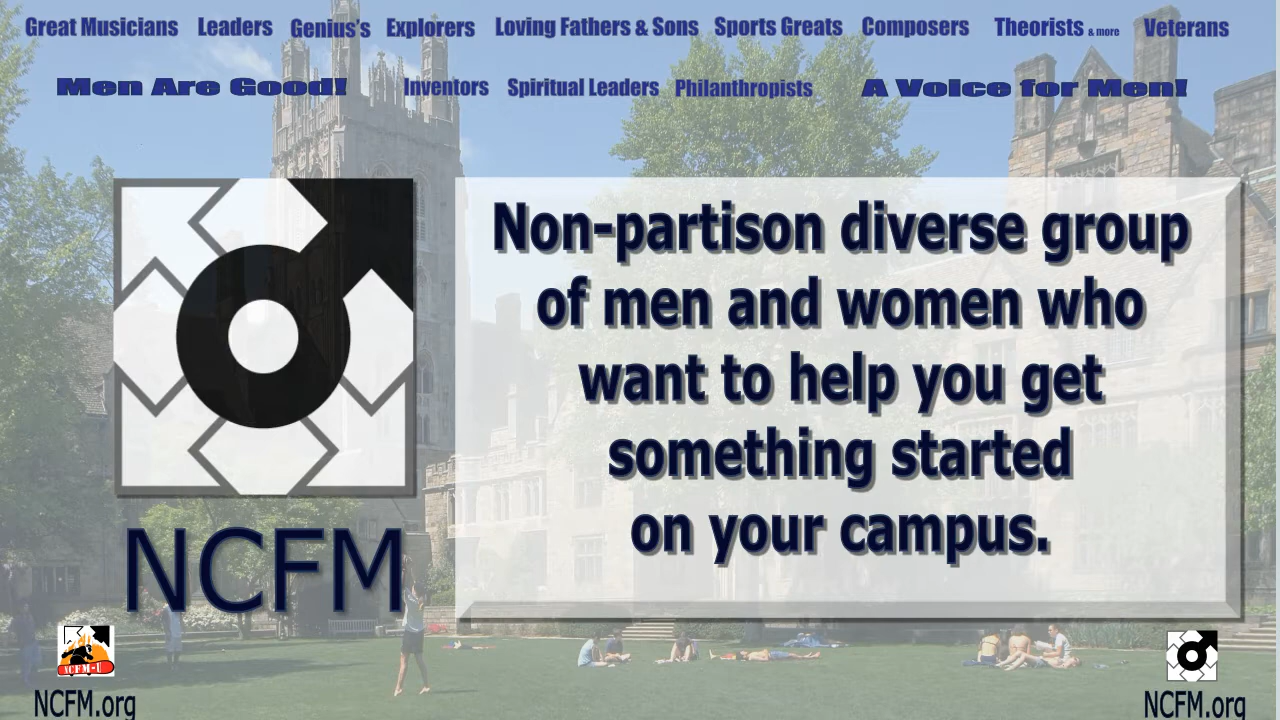 Great Musicians Leaders Genius's Explorers Loving Fathers & Sons Sports Greats Composers Theorists & more Veterans
Men Are Good! Inventors Spiritual Leaders Philanthropists A Voice for Men!
Non-partison diverse group
of men and women who
want to help you get
something started
on your campus.
NCFM
NCFM-U
NCFM.org
NCFM.org